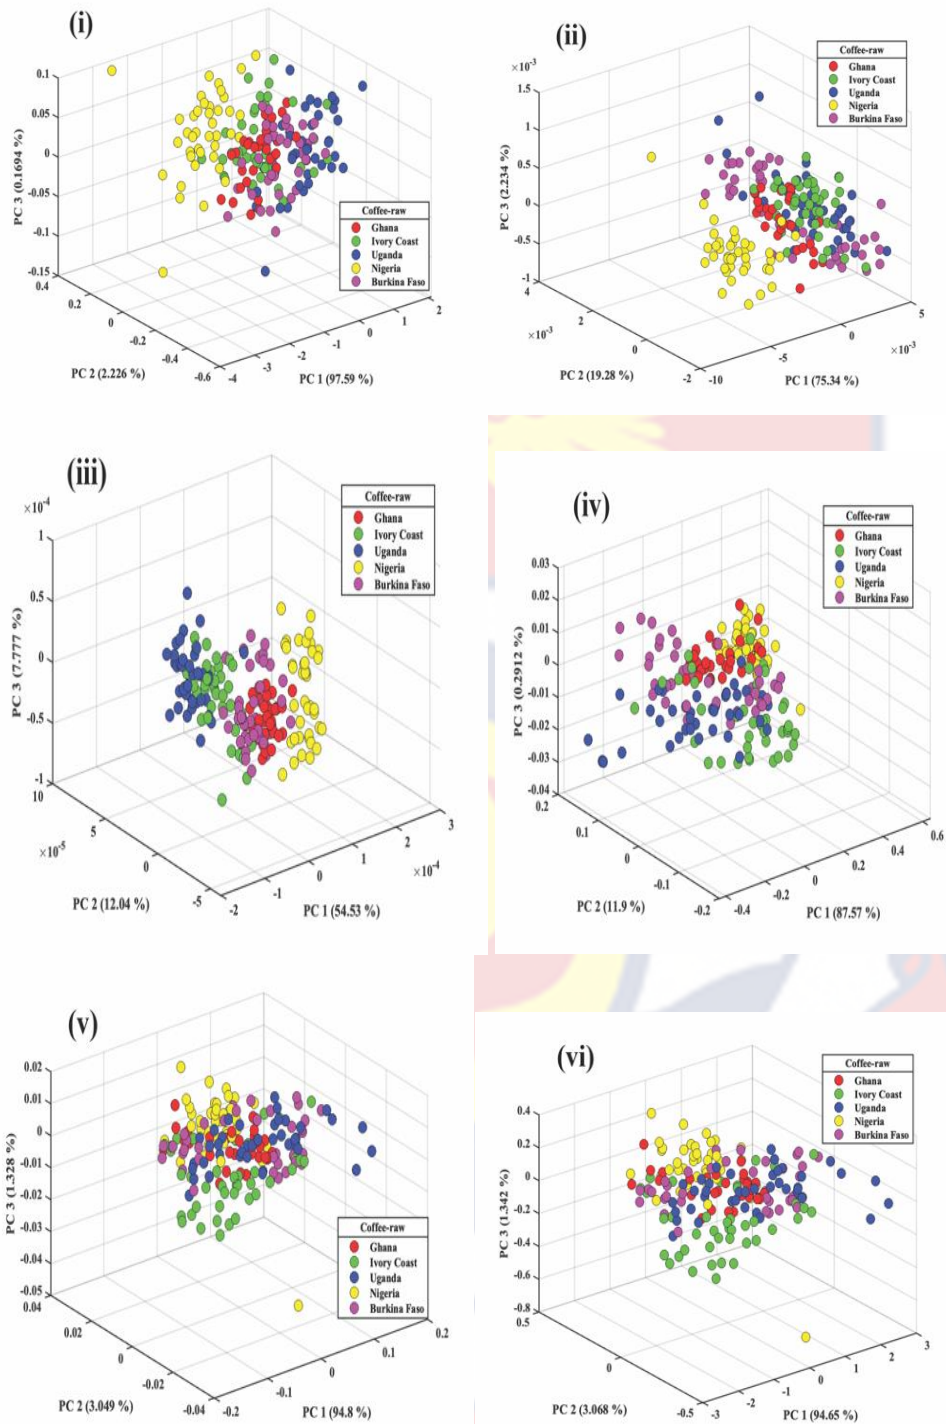 (i)
PC 3 (0.1694 %)
0.1
0.05
0
-0.05
-0.1
-0.15
0.4
0.2
0
-0.2
-0.4
-0.6
PC 2 (2.226 %)
-4
-3
-2
-1
0
1
2
PC 1 (97.59 %)
Coffee-raw
Ghana
Ivory Coast
Uganda
Nigeria
Burkina Faso
(ii)
×10⁻³
PC 3 (2.234 %)
1.5
1
0.5
0
-0.5
-1
4
2
0
-2
×10⁻³
PC 2 (19.28 %)
-10
-5
0
5
×10⁻³
PC 1 (75.34 %)
Coffee-raw
Ghana
Ivory Coast
Uganda
Nigeria
Burkina Faso
(iii)
×10⁻⁴
PC 3 (7.777 %)
1
0.5
0
-0.5
-1
10
5
0
-5
×10⁻⁵
PC 2 (12.04 %)
-2
-1
0
1
2
3
×10⁻⁴
PC 1 (54.53 %)
Coffee-raw
Ghana
Ivory Coast
Uganda
Nigeria
Burkina Faso
(iv)
PC 3 (0.2912 %)
0.03
0.02
0.01
0
-0.01
-0.02
-0.03
-0.04
0.2
0.1
0
-0.1
-0.2
PC 2 (11.9 %)
-0.4
-0.2
0
0.2
0.4
0.6
PC 1 (87.57 %)
Coffee-raw
Ghana
Ivory Coast
Uganda
Nigeria
Burkina Faso
(v)
PC 3 (1.328 %)
0.02
0.01
0
-0.01
-0.02
-0.03
-0.04
-0.05
0.04
0.02
0
-0.02
-0.04
PC 2 (3.049 %)
-0.2
-0.1
0
0.1
0.2
PC 1 (94.8 %)
Coffee-raw
Ghana
Ivory Coast
Uganda
Nigeria
Burkina Faso
(vi)
PC 3 (1.342 %)
0.4
0.2
0
-0.2
-0.4
-0.6
-0.8
0.5
0
-0.5
PC 2 (3.068 %)
-3
-2
-1
0
1
2
3
PC 1 (94.65 %)
Coffee-raw
Ghana
Ivory Coast
Uganda
Nigeria
Burkina Faso